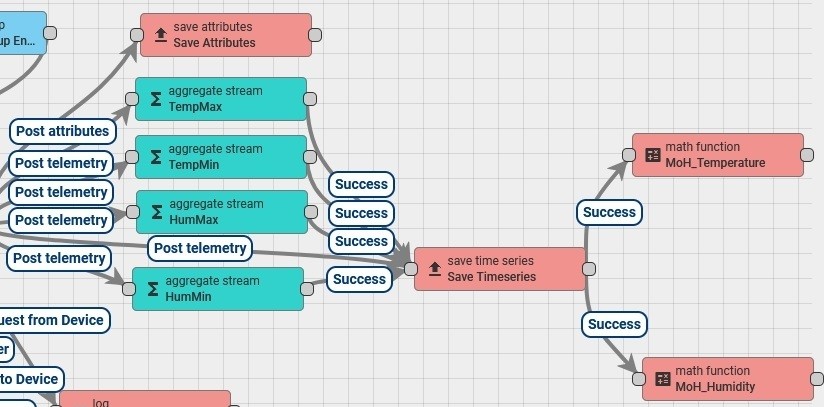 p
up En...
save attributes
Save Attributes
aggregate stream
TempMax
Post attributes
aggregate stream
TempMin
math function
MoH_Temperature
Post telemetry
Success
Post telemetry
aggregate stream
HumMax
Success
Success
Post telemetry
Success
Post telemetry
Post telemetry
save time series
Save Timeseries
aggregate stream
HumMin
Success
uest from Device
Success
er
math function
MoH_Humidity
to Device
log